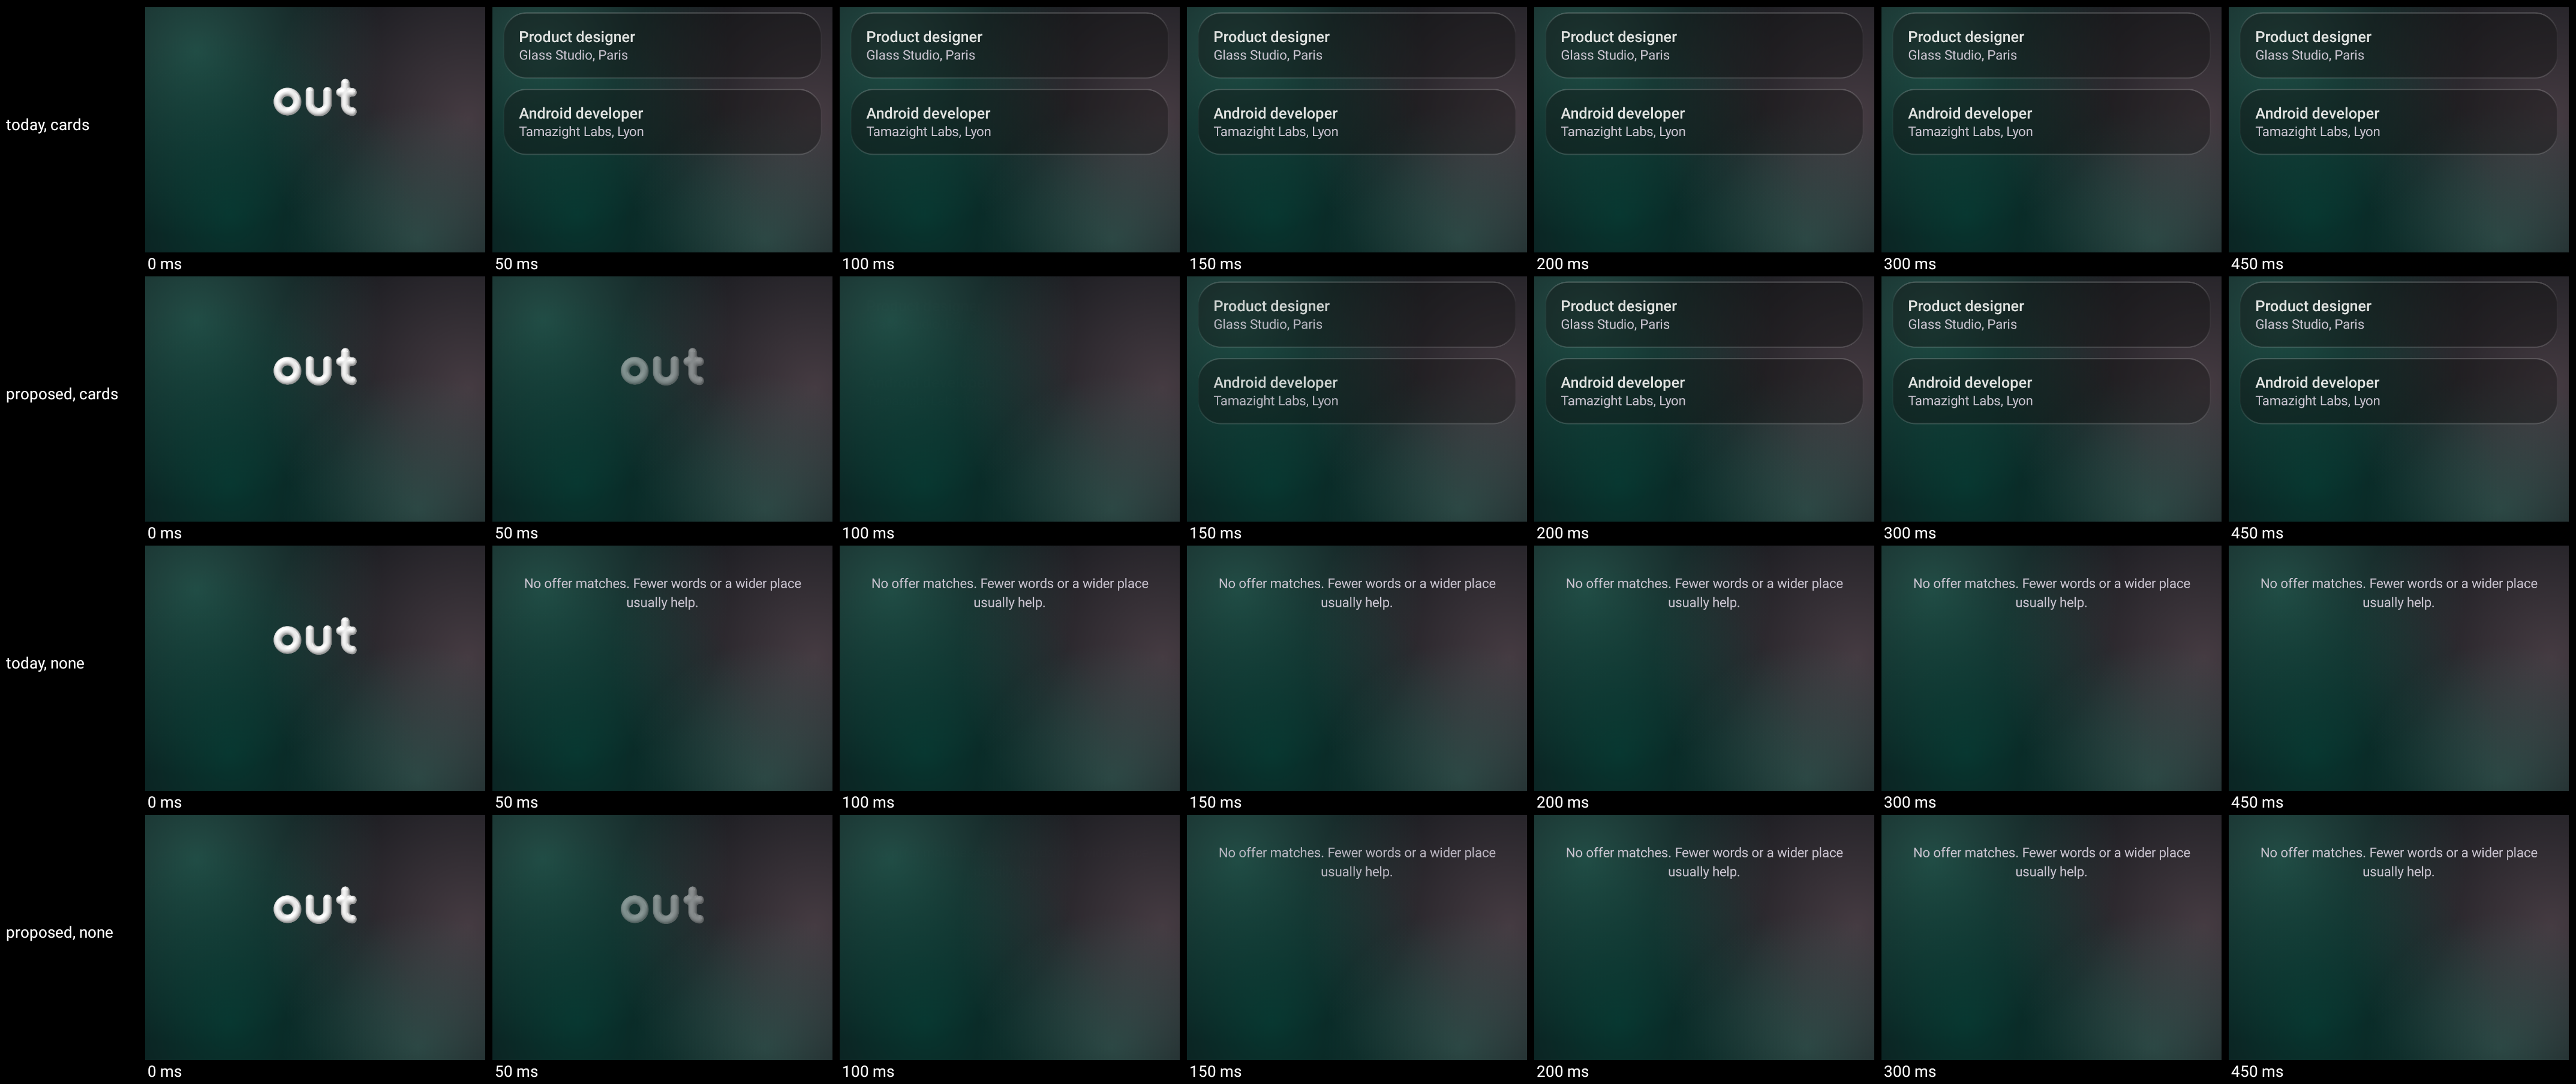 today, cards
out
Product designer
Glass Studio, Paris
Android developer
Tamazight Labs, Lyon
Product designer
Glass Studio, Paris
Android developer
Tamazight Labs, Lyon
Product designer
Glass Studio, Paris
Android developer
Tamazight Labs, Lyon
Product designer
Glass Studio, Paris
Android developer
Tamazight Labs, Lyon
Product designer
Glass Studio, Paris
Android developer
Tamazight Labs, Lyon
Product designer
Glass Studio, Paris
Android developer
Tamazight Labs, Lyon
0 ms
50 ms
100 ms
150 ms
200 ms
300 ms
450 ms
proposed, cards
out
out
Product designer
Glass Studio, Paris
Android developer
Tamazight Labs, Lyon
Product designer
Glass Studio, Paris
Android developer
Tamazight Labs, Lyon
Product designer
Glass Studio, Paris
Android developer
Tamazight Labs, Lyon
Product designer
Glass Studio, Paris
Android developer
Tamazight Labs, Lyon
0 ms
50 ms
100 ms
150 ms
200 ms
300 ms
450 ms
today, none
out
No offer matches. Fewer words or a wider place
usually help.
No offer matches. Fewer words or a wider place
usually help.
No offer matches. Fewer words or a wider place
usually help.
No offer matches. Fewer words or a wider place
usually help.
No offer matches. Fewer words or a wider place
usually help.
No offer matches. Fewer words or a wider place
usually help.
0 ms
50 ms
100 ms
150 ms
200 ms
300 ms
450 ms
proposed, none
out
out
No offer matches. Fewer words or a wider place
usually help.
No offer matches. Fewer words or a wider place
usually help.
No offer matches. Fewer words or a wider place
usually help.
No offer matches. Fewer words or a wider place
usually help.
0 ms
50 ms
100 ms
150 ms
200 ms
300 ms
450 ms